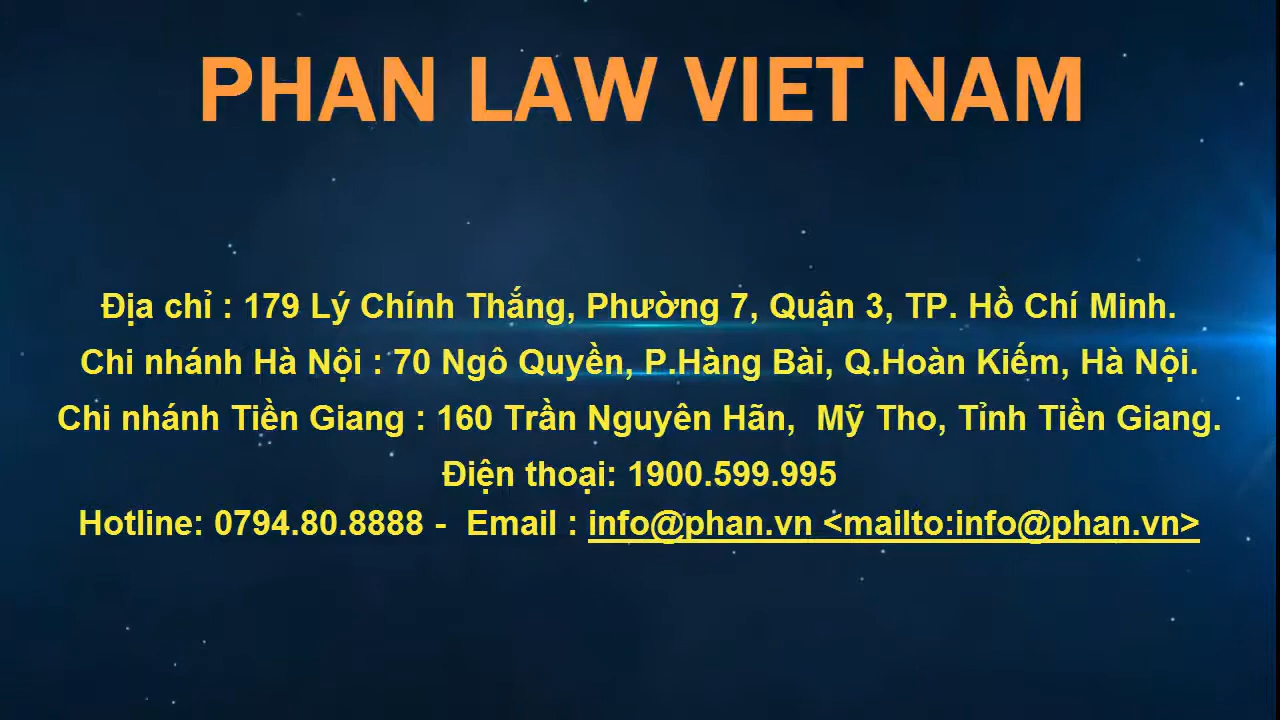 PHAN LAW VIET NAM
Địa chỉ : 179 Lý Chính Thắng, Phường 7, Quận 3, TP. Hồ Chí Minh.
Chi nhánh Hà Nội : 70 Ngô Quyền, P.Hàng Bài, Q.Hoàn Kiếm, Hà Nội.
Chi nhánh Tiền Giang : 160 Trần Nguyên Hãn,  Mỹ Tho, Tỉnh Tiền Giang.
Điện thoại: 1900.599.995
Hotline: 0794.80.8888 -  Email : info@phan.vn <mailto:info@phan.vn>